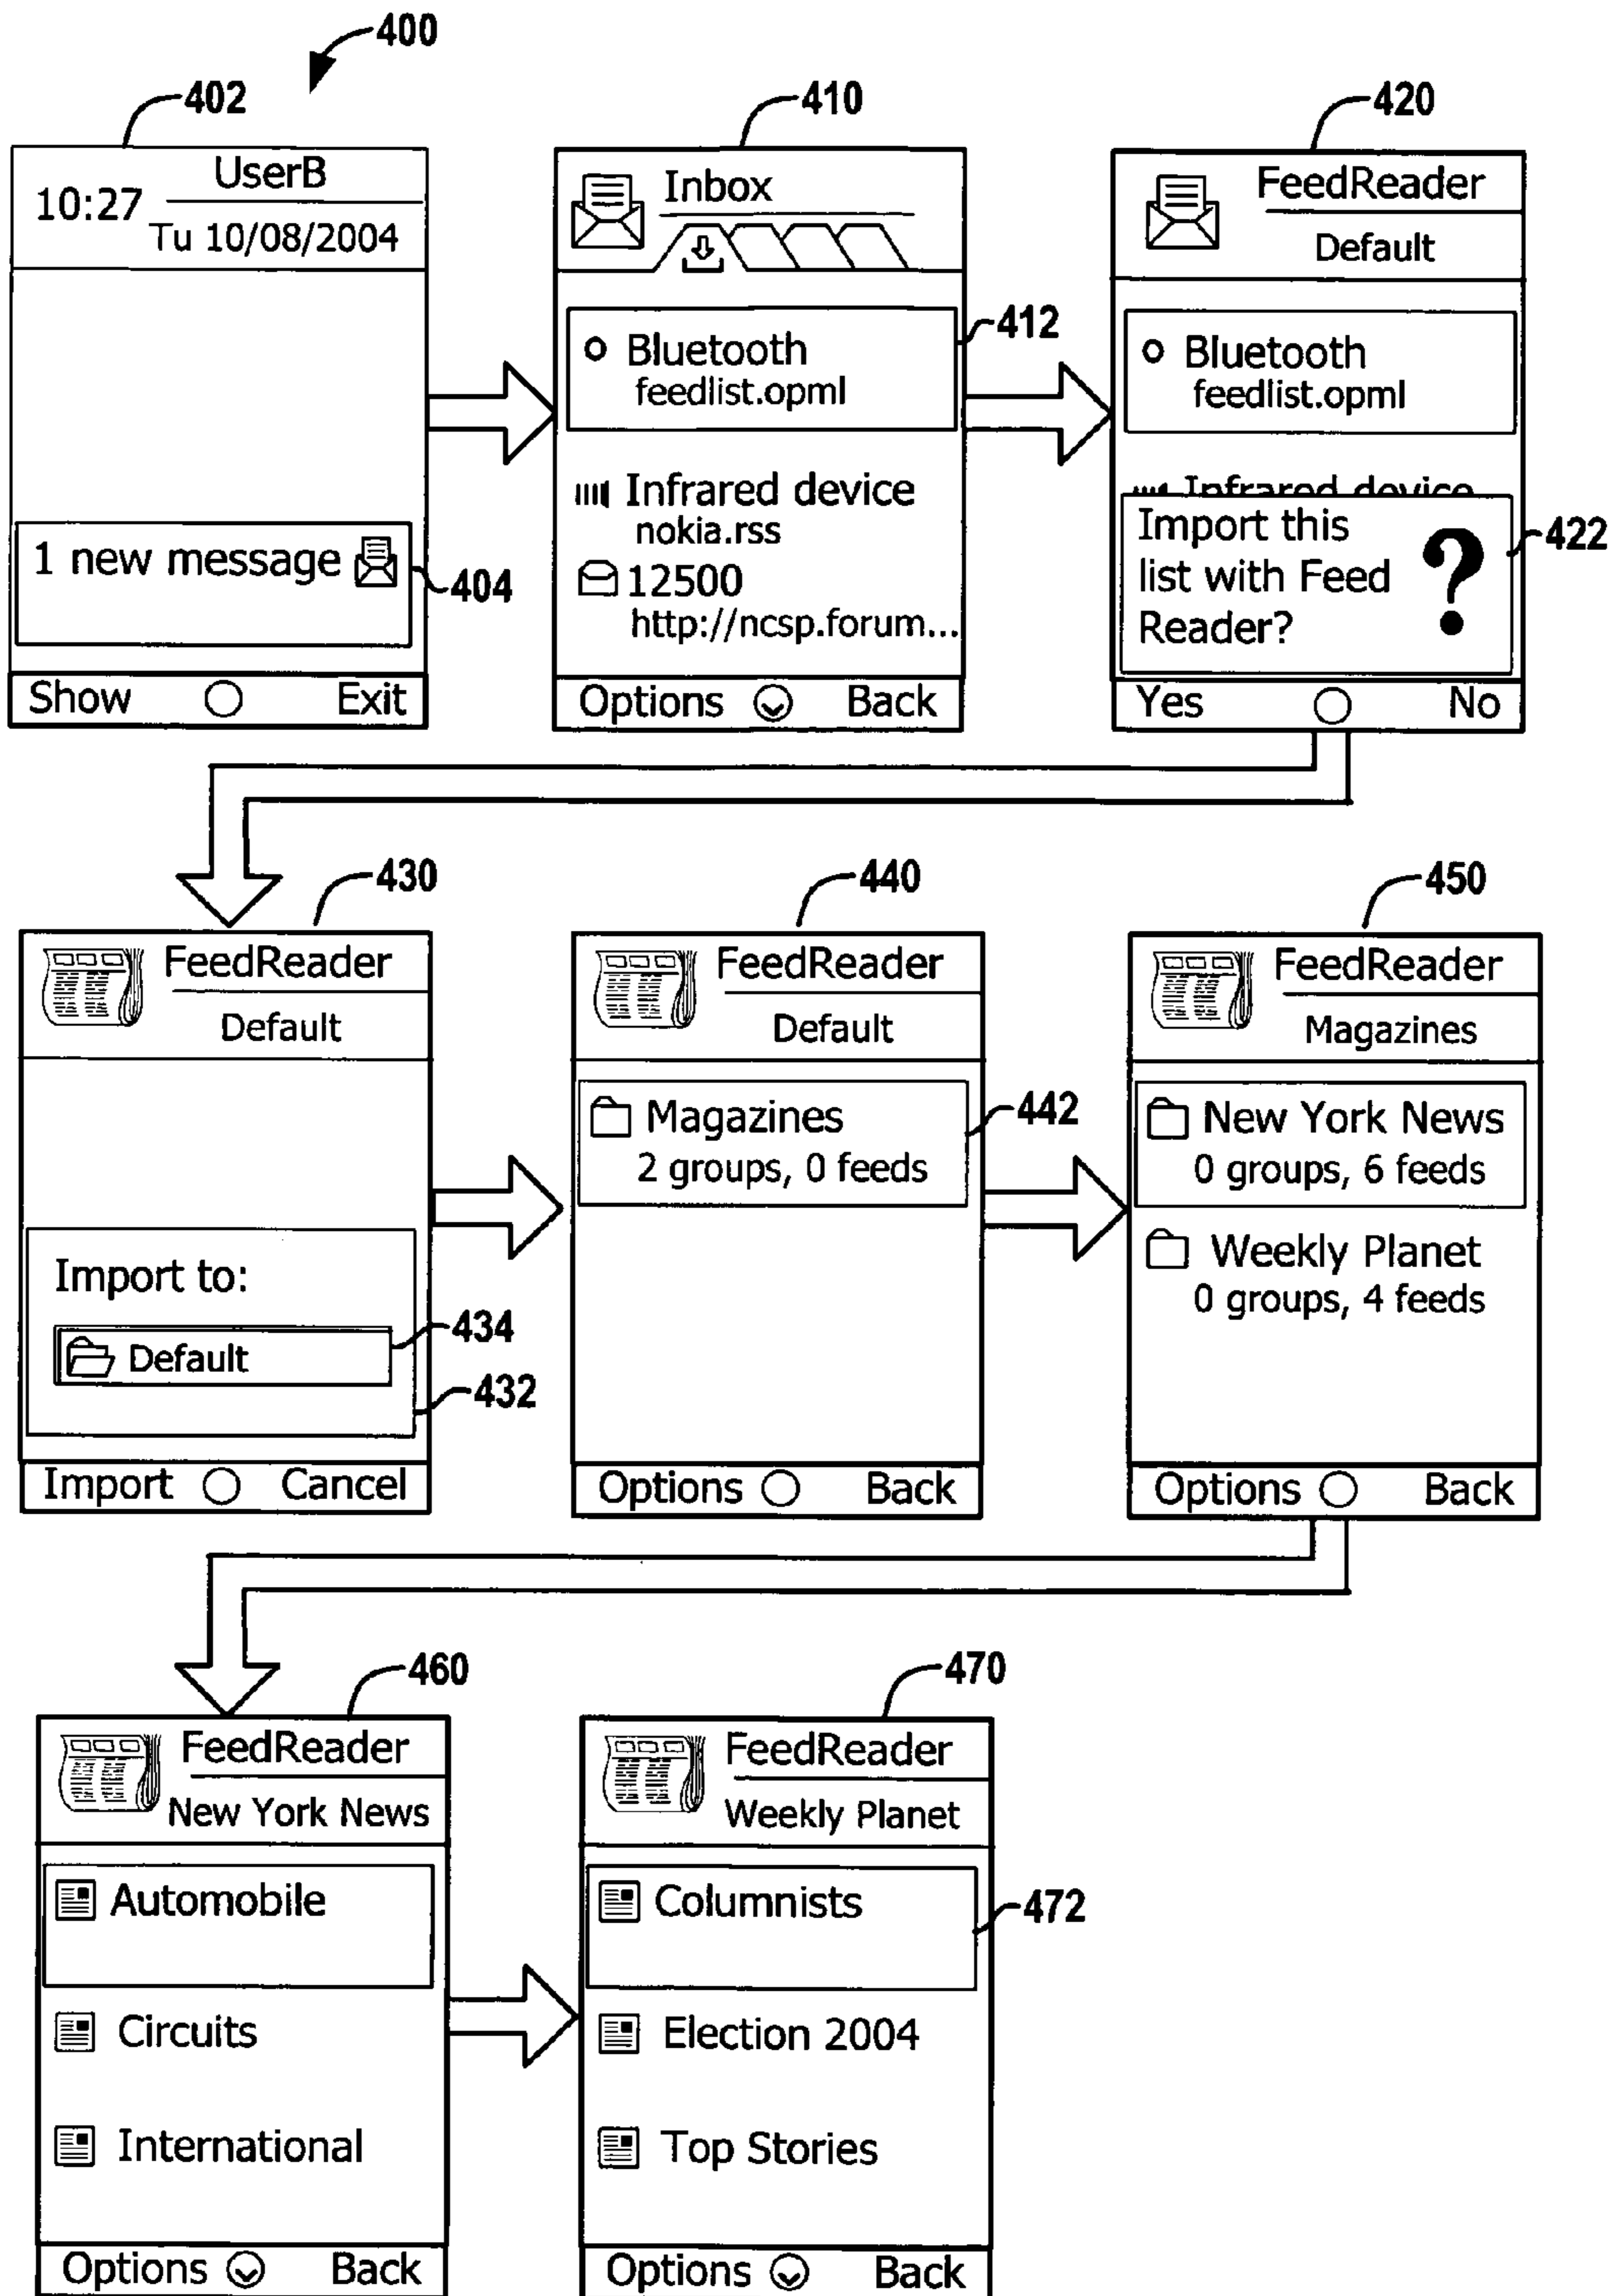 400
402
UserB
10:27
Tu 10/08/2004
1 new message
404
Show Exit
410
Inbox
Bluetooth
feedlist.opml
412
Infrared device
nokia.rss
12500
http://ncsp.forum...
Options Back
420
FeedReader
Default
Bluetooth
feedlist.opml
Infrared device
Import this
list with Feed
Reader?
?
422
Yes No
430
FeedReader
Default
Import to:
Default
434
432
Import Cancel
440
FeedReader
Default
Magazines
2 groups, 0 feeds
442
Options Back
450
FeedReader
Magazines
New York News
0 groups, 6 feeds
Weekly Planet
0 groups, 4 feeds
Options Back
460
FeedReader
New York News
Automobile
Circuits
International
Options Back
470
FeedReader
Weekly Planet
Columnists
472
Election 2004
Top Stories
Options Back